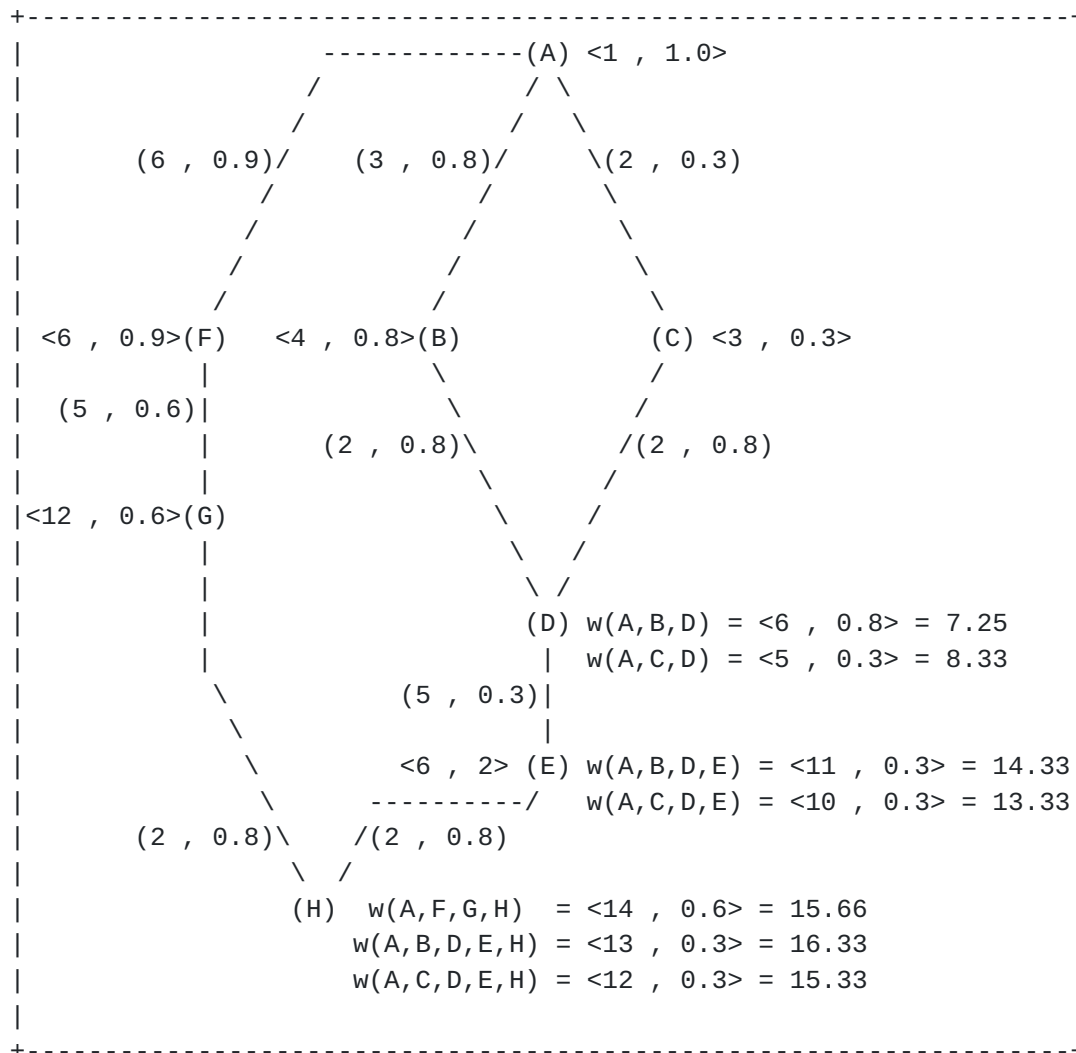 (A) <1 , 1.0>
(6 , 0.9) (3 , 0.8) (2 , 0.3)
<6 , 0.9>(F) <4 , 0.8>(B) (C) <3 , 0.3>
(5 , 0.6)
(2 , 0.8) (2 , 0.8)
<12 , 0.6>(G)
(D) w(A,B,D) = <6 , 0.8> = 7.25
w(A,C,D) = <5 , 0.3> = 8.33
(5 , 0.3)
<6 , 2> (E) w(A,B,D,E) = <11 , 0.3> = 14.33
w(A,C,D,E) = <10 , 0.3> = 13.33
(2 , 0.8) (2 , 0.8)
(H) w(A,F,G,H) = <14 , 0.6> = 15.66
w(A,B,D,E,H) = <13 , 0.3> = 16.33
w(A,C,D,E,H) = <12 , 0.3> = 15.33